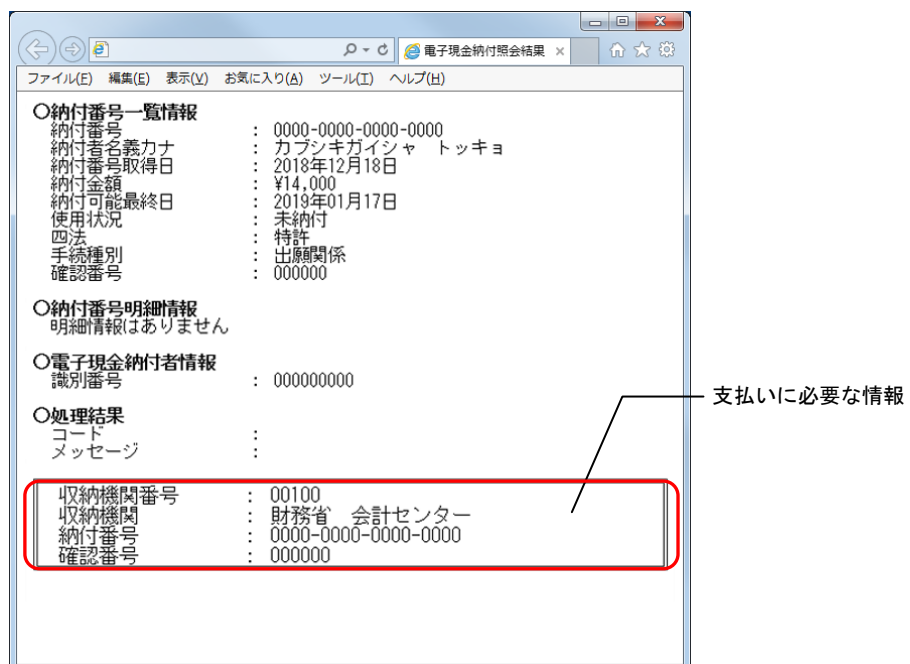 電子現金納付照会結果
ファイル(F) 編集(E) 表示(V) お気に入り(A) ツール(T) ヘルプ(H)
○納付番号一覧情報
納付番号 : 0000-0000-0000-0000
納付者名義カナ : カブシキガイシャ トッキョ
納付番号取得日 : 2018年12月18日
納付金額 : ¥14,000
納付可能最終日 : 2019年01月17日
使用状況 : 未納付
四法 : 特許
手続種別 : 出願関係
確認番号 : 000000
○納付番号明細情報
明細情報はありません
○電子現金納付者情報
識別番号 : 000000000
支払いに必要な情報
○処理結果
コード :
メッセージ :
収納機関番号 : 00100
収納機関 : 財務省 会計センター
納付番号 : 0000-0000-0000-0000
確認番号 : 000000